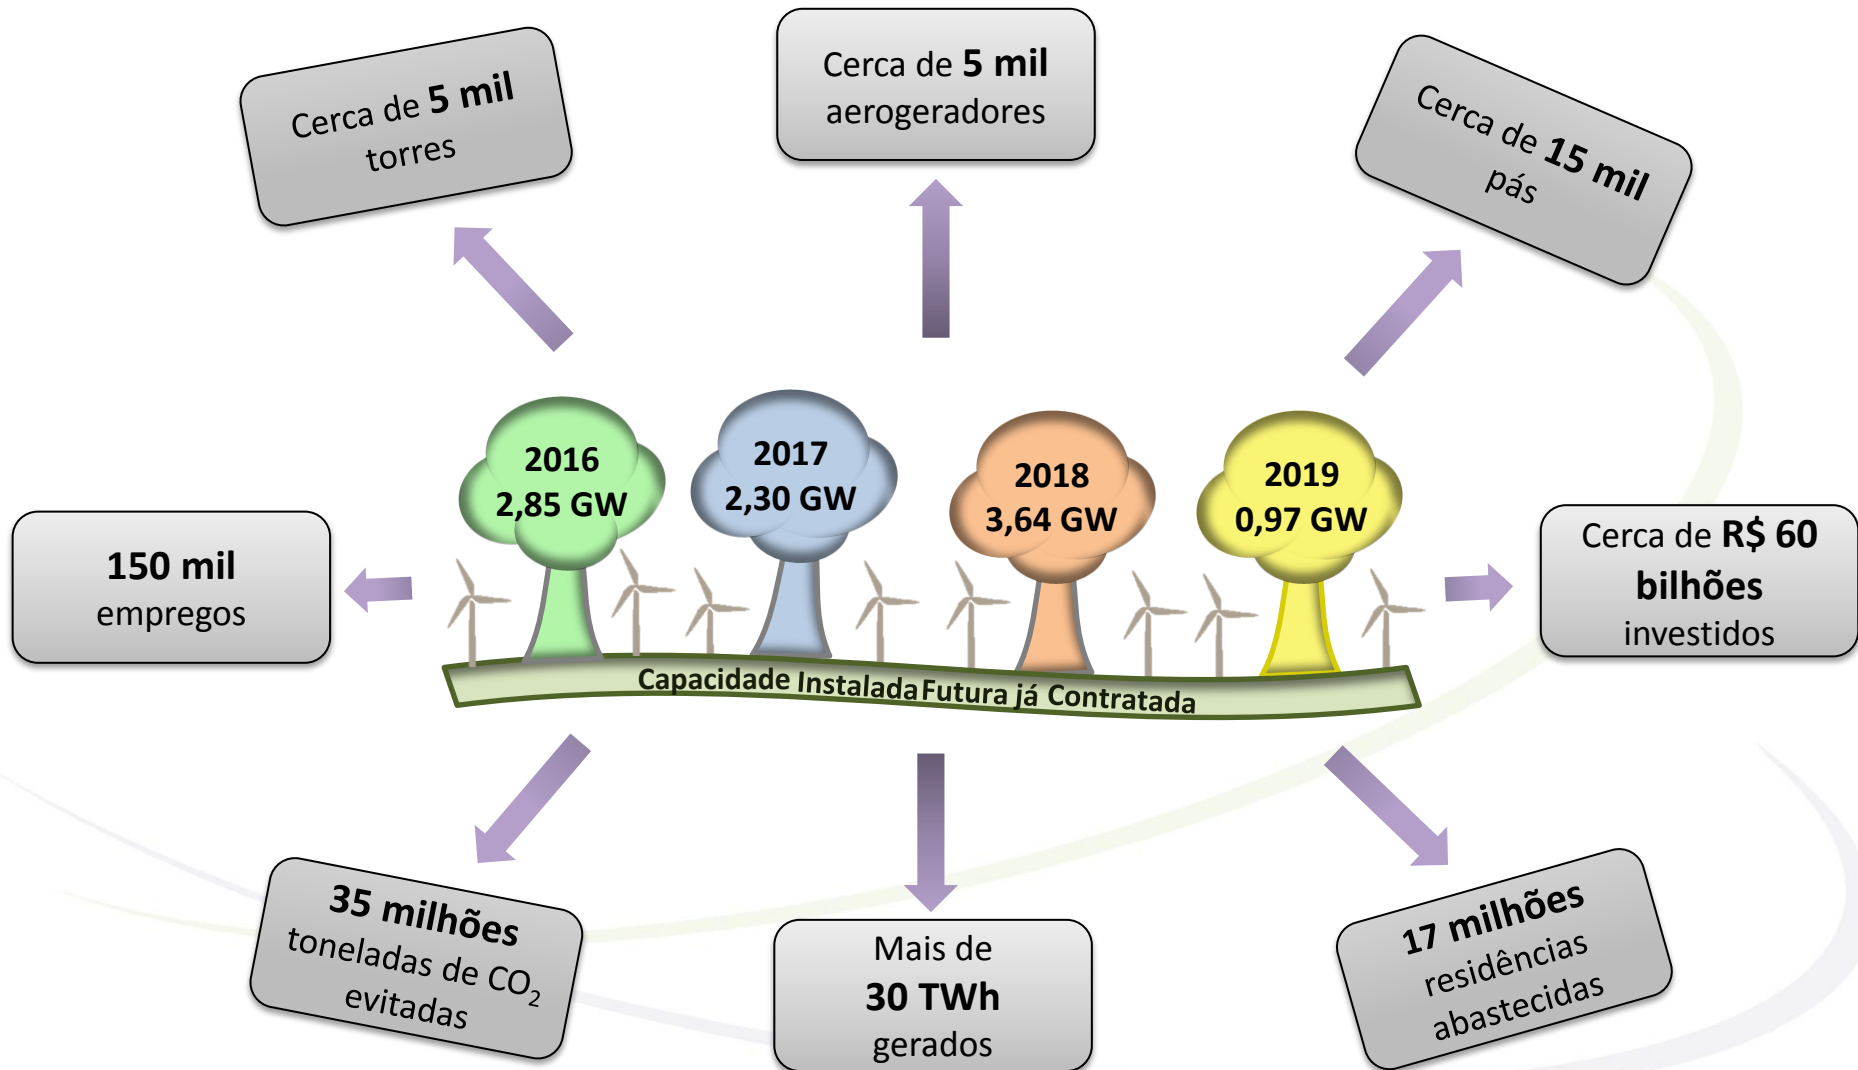 Cerca de 5 mil
torres
Cerca de 5 mil
aerogeradores
Cerca de 15 mil
pás
2016
2,85 GW
2017
2,30 GW
2018
3,64 GW
2019
0,97 GW
150 mil
empregos
Cerca de R$ 60
bilhões
investidos
Capacidade Instalada Futura já Contratada
35 milhões
toneladas de CO₂
evitadas
Mais de
30 TWh
gerados
17 milhões
residências
abastecidas